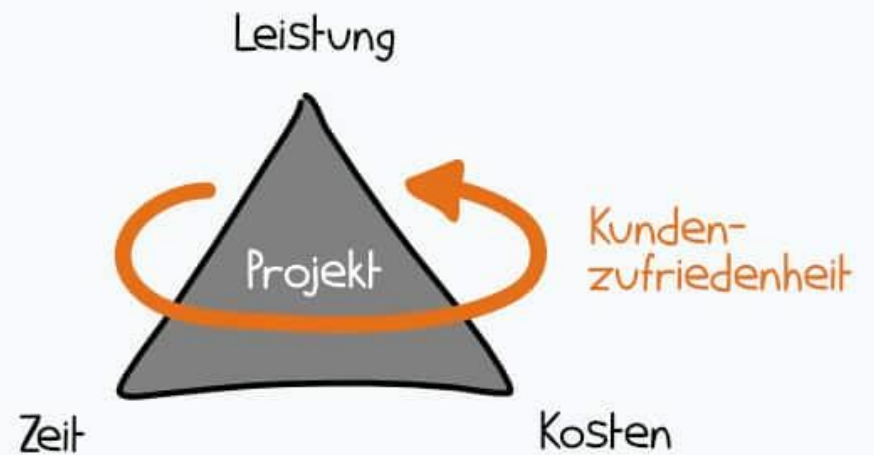 Leistung
Projekt
Kunden-
zufriedenheit
Zeit
Kosten